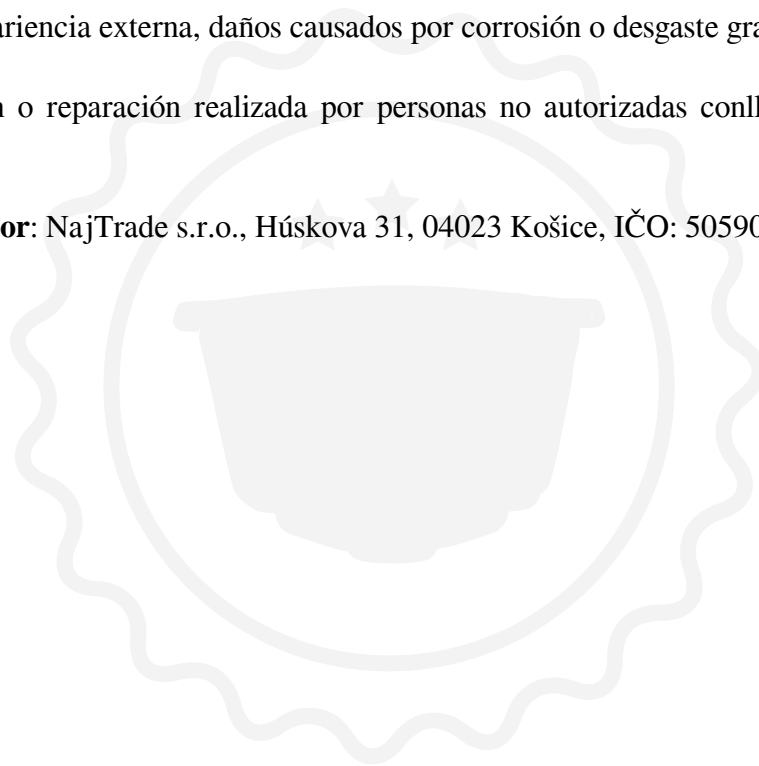 ariencia externa, daños causados por corrosión o desgaste gra
n o reparación realizada por personas no autorizadas conll
or: NajTrade s.r.o., Húskova 31, 04023 Košice, IČO: 50590